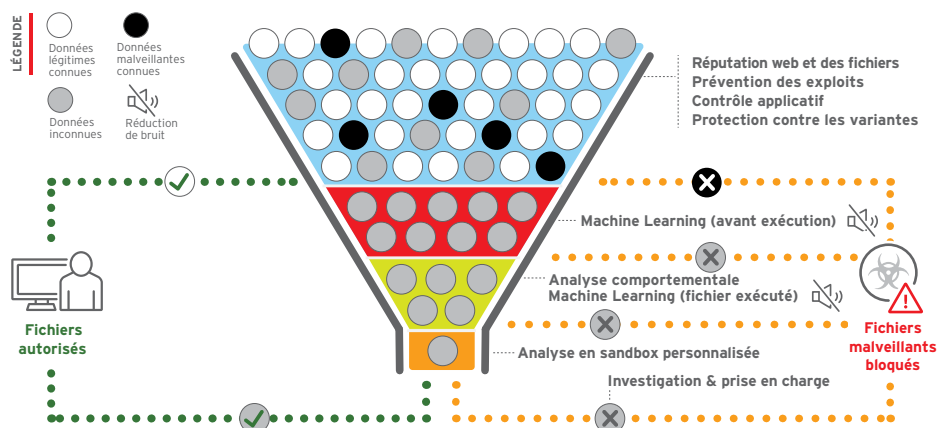 LÉGENDE
Données
légitimes
connues
Données
malveillantes
connues
Données
inconnues
Réduction
de bruit
Réputation web et des fichiers
Prévention des exploits
Contrôle applicatif
Protection contre les variantes
Machine Learning (avant exécution)
Analyse comportementale
Machine Learning (fichier exécuté)
Fichiers
autorisés
Fichiers
malveillants
bloqués
Analyse en sandbox personnalisée
Investigation & prise en charge